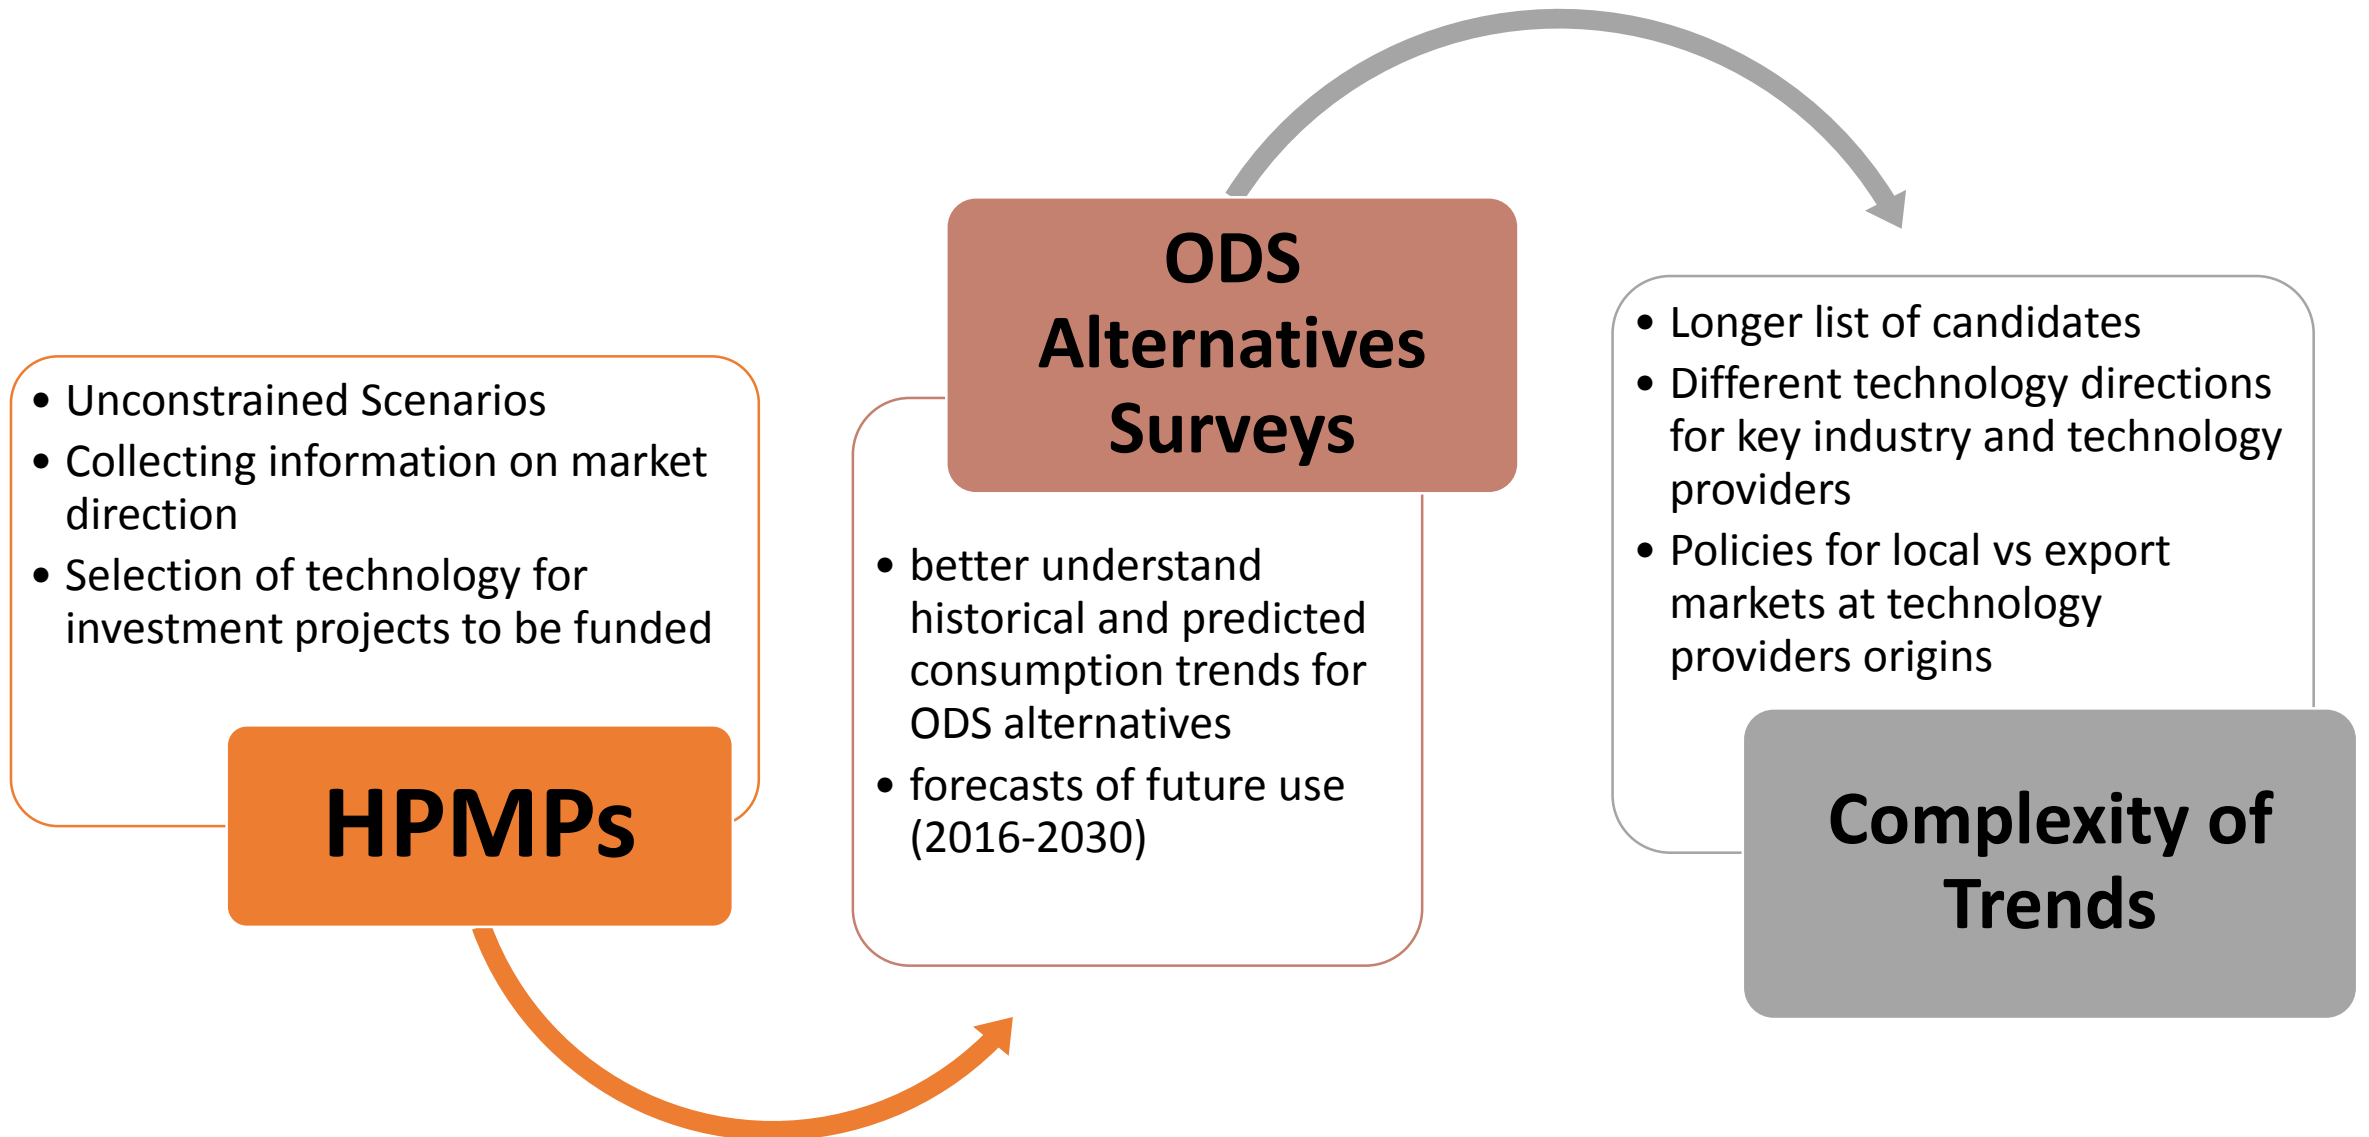 • Unconstrained Scenarios
• Collecting information on market
direction
• Selection of technology for
investment projects to be funded
HPMPs
ODS
Alternatives
Surveys
• better understand
historical and predicted
consumption trends for
ODS alternatives
• forecasts of future use
(2016-2030)
• Longer list of candidates
• Different technology directions
for key industry and technology
providers
• Policies for local vs export
markets at technology
providers origins
Complexity of
Trends